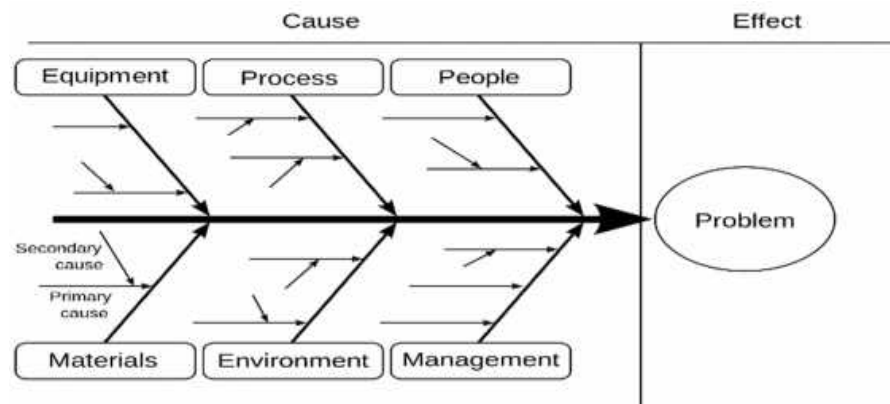 Cause
Effect
Equipment
Process
People
Problem
Secondary
cause
Primary
cause
Materials
Environment
Management